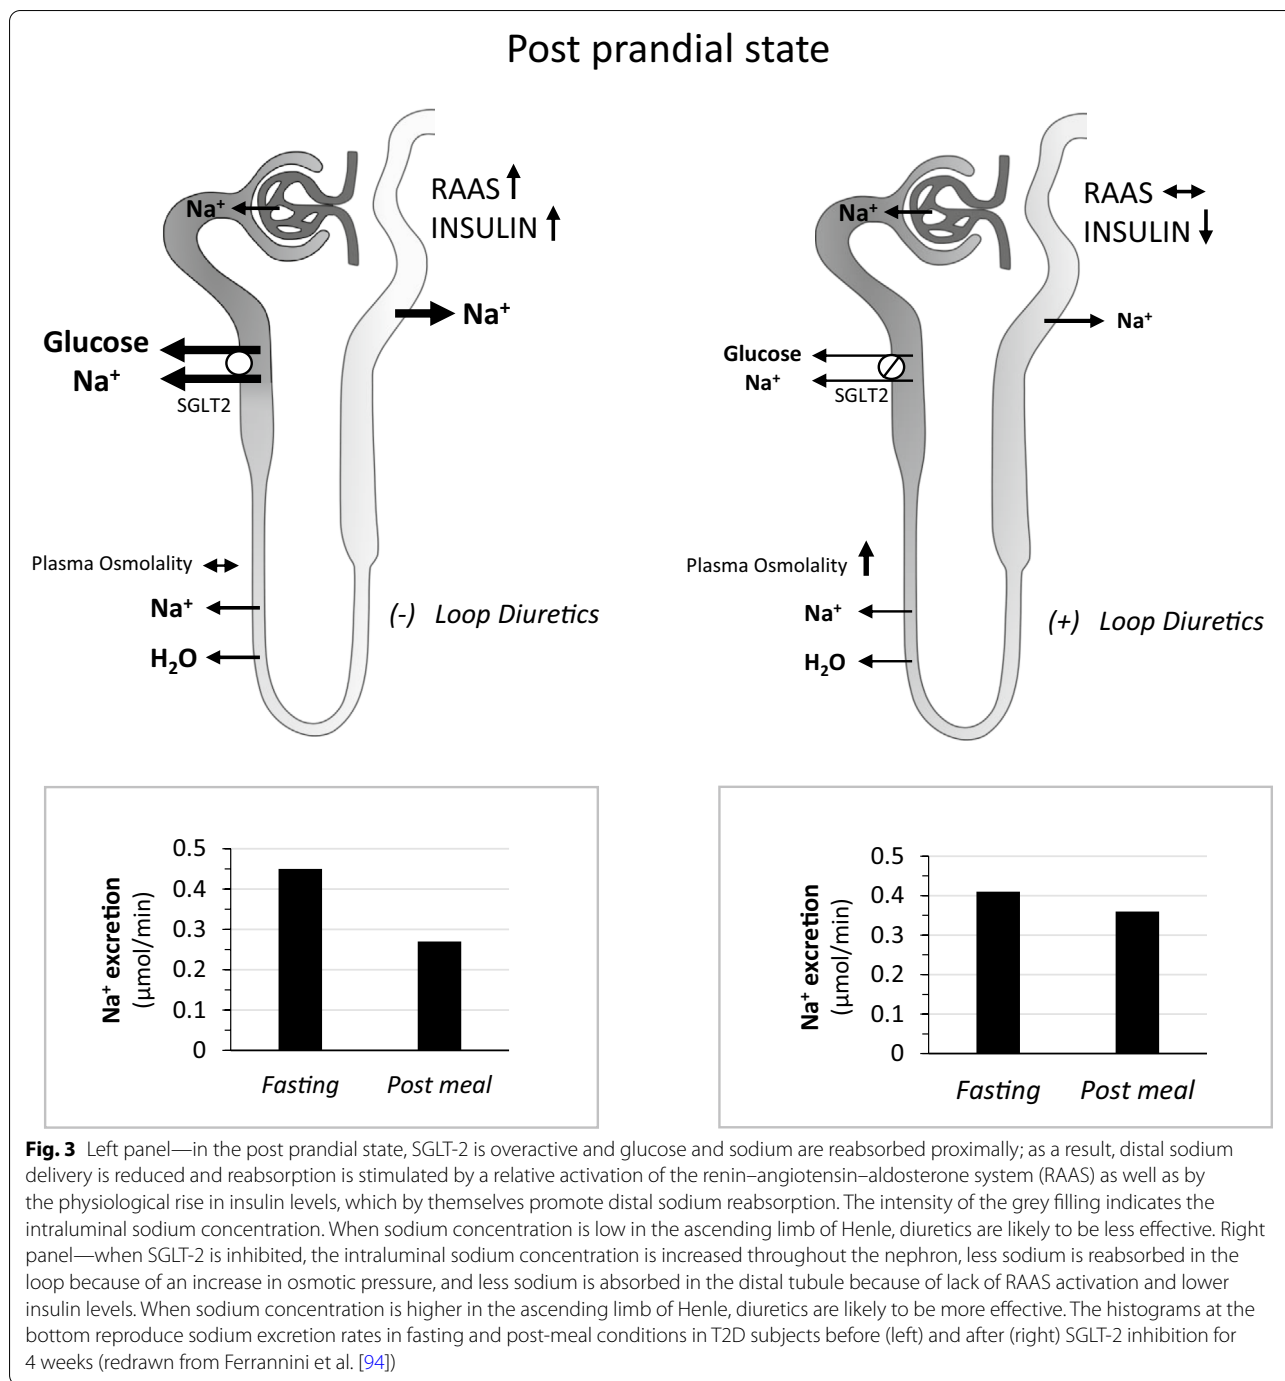 Post prandial state
Na+
RAAS ↑
INSULIN ↑
Na+
Glucose
Na+
SGLT2
Plasma Osmolality ↔
Na+
H2O
(-) Loop Diuretics
Na+
RAAS ↔
INSULIN ↓
Na+
Glucose
Na+
SGLT2
Plasma Osmolality ↑
Na+
H2O
(+) Loop Diuretics
Na+ excretion
(μmol/min)
0.5
0.4
0.3
0.2
0.1
0
Fasting Post meal
Na+ excretion
(μmol/min)
0.5
0.4
0.3
0.2
0.1
0
Fasting Post meal
Fig. 3 Left panel—in the post prandial state, SGLT-2 is overactive and glucose and sodium are reabsorbed proximally; as a result, distal sodium
delivery is reduced and reabsorption is stimulated by a relative activation of the renin–angiotensin–aldosterone system (RAAS) as well as by
the physiological rise in insulin levels, which by themselves promote distal sodium reabsorption. The intensity of the grey filling indicates the
intraluminal sodium concentration. When sodium concentration is low in the ascending limb of Henle, diuretics are likely to be less effective. Right
panel—when SGLT-2 is inhibited, the intraluminal sodium concentration is increased throughout the nephron, less sodium is reabsorbed in the
loop because of an increase in osmotic pressure, and less sodium is absorbed in the distal tubule because of lack of RAAS activation and lower
insulin levels. When sodium concentration is higher in the ascending limb of Henle, diuretics are likely to be more effective. The histograms at the
bottom reproduce sodium excretion rates in fasting and post-meal conditions in T2D subjects before (left) and after (right) SGLT-2 inhibition for
4 weeks (redrawn from Ferrannini et al. [94])